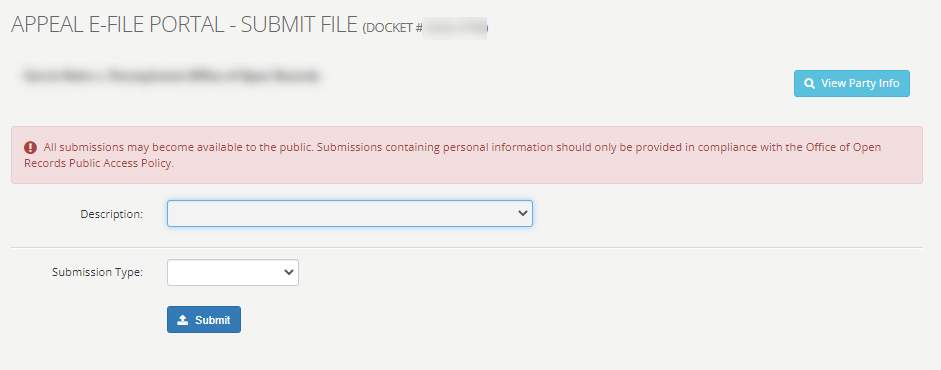 APPEAL E-FILE PORTAL - SUBMIT FILE (DOCKET #
View Party Info
All submissions may become available to the public. Submissions containing personal information should only be provided in compliance with the Office of Open
Records Public Access Policy.
Description:
Submission Type:
Submit